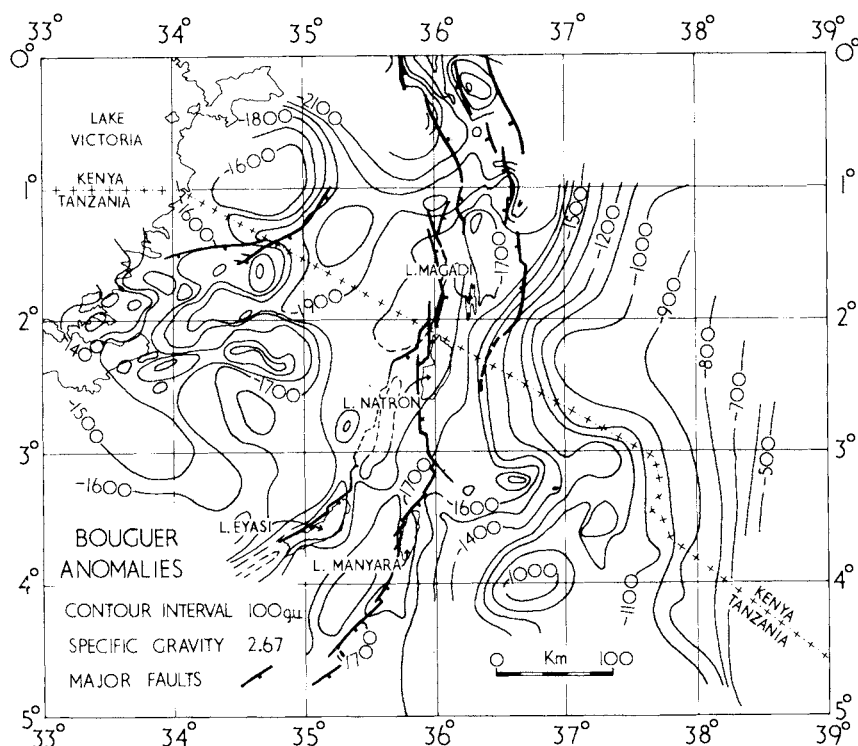 33° 34° 35° 36° 37° 38° 39°
0° 0°
LAKE
VICTORIA
-1800
-2100
-1600
1° 1°
KENYA
TANZANIA
-1600
-1500
-1200
-1000
-1700
L. MAGADI
-1900
-900
2° 2°
-1700
-800
L. NATRON
-700
-1500
3° 3°
-500
-1700
-1600
-1600
L. EYASI
-1400
BOUGUER
ANOMALIES
L. MANYARA
1000
4° 4°
-1100
KENYA
TANZANIA
CONTOUR INTERVAL 100gu
SPECIFIC GRAVITY 2.67
-1700
0 Km 100
MAJOR FAULTS
5° 5°
33° 34° 35° 36° 37° 38° 39°